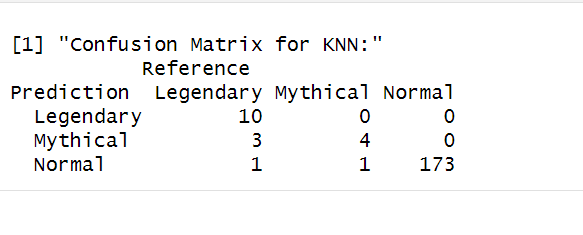 [1] "Confusion Matrix for KNN:"
            Reference
Prediction  Legendary Mythical Normal
  Legendary        10        0      0
  Mythical          3        4      0
  Normal            1        1    173